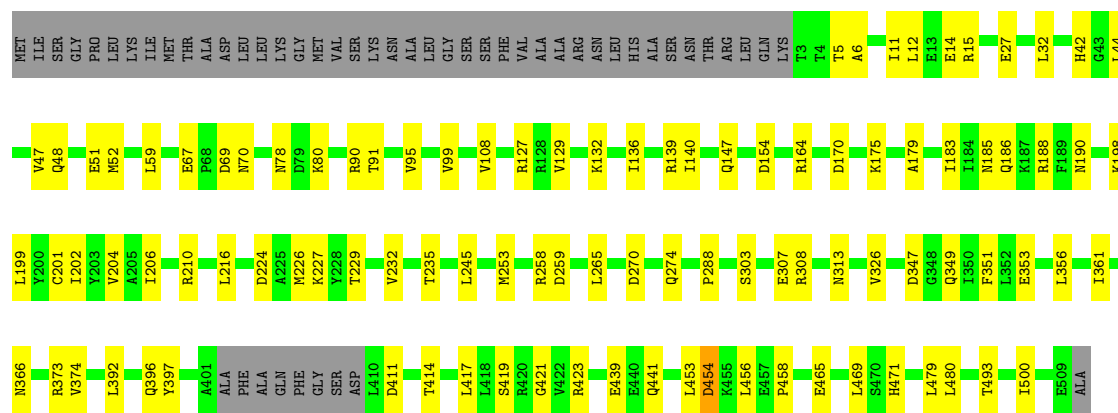 MET ILE SER GLY PRO LEU LYS ILE MET THR ALA ASP LEU LEU LYS GLY MET VAL SER LYS ASN ALA LEU GLY SER SER PHE VAL ALA ALA ARG ASN LEU HIS ALA SER ASN THR ARG LEU GLN LYS T3 T4 T5 A6 I11 L12 E13 E14 R15 E27 L32 H42 G43 L44
V47 Q48 E51 M52 L59 E67 P68 D69 N70 N78 D79 K80 R90 T91 V95 V99 V108 R127 R128 V129 K132 I136 R139 I140 Q147 D154 R164 D170 K175 A179 I183 I184 N185 Q186 K187 R188 F189 N190 K198
L199 Y200 C201 I202 Y203 V204 A205 I206 R210 L216 D224 A225 M226 K227 Y228 T229 V232 T235 L245 M253 R258 D259 L265 D270 Q274 P288 S303 E307 R308 N313 V326 D347 G348 Q349 I350 F351 L352 E353 L356 I361
N366 R373 V374 L392 Q396 Y397 A401 ALA PHE ALA GLN PHE GLY SER ASP L410 D411 T414 L417 L418 S419 R420 G421 V422 R423 E439 E440 Q441 L453 D454 K455 L456 E457 P458 E465 L469 S470 H471 L479 L480 T493 I500 E509 ALA